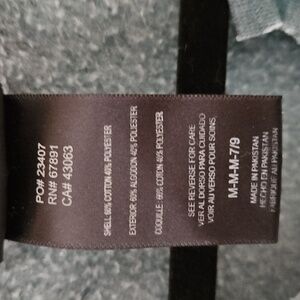 PO# 23407
RN# 67891
CA# 43063
SHELL: 60% COTTON 40% POLYESTER
EXTERIOR: 60% ALGODON 40% POLIESTER
COQUILLE : 60% COTON 40% POLYESTER
SEE REVERSE FOR CARE
VER AL DORSO PARA CUIDADO
VOIR AU VERSO POUR SOINS
M-M-M-7/9
MADE IN PAKISTAN
HECHO EN PAKISTAN
FABRIQUE AU PAKISTAN